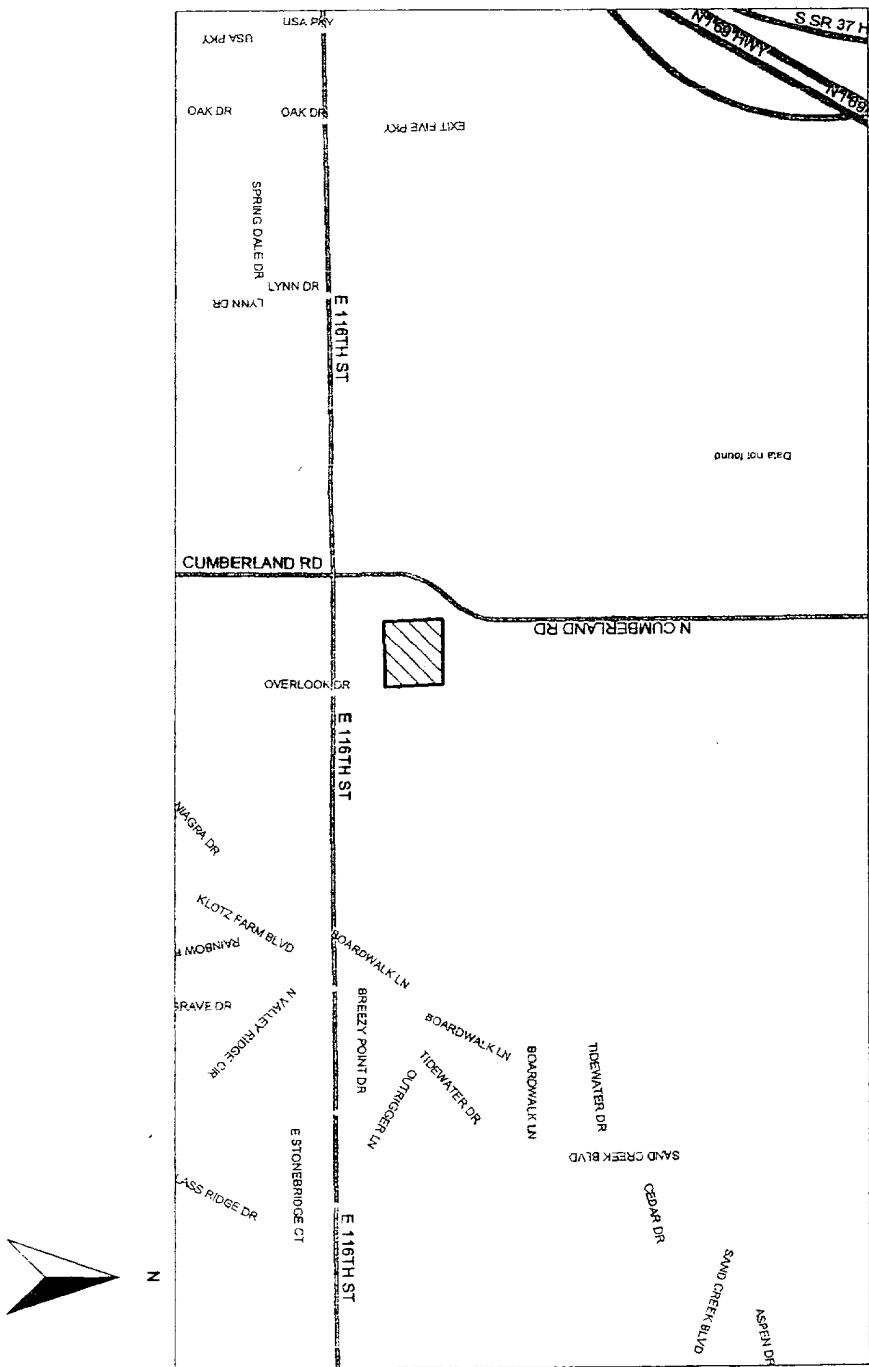 USA PKY
USA PKY
S SR 37 H
N I 69 HWY
N I 69
OAK DR
OAK DR
EXIT FIVE PKY
SPRING DALE DR
LYNN DR
LYNN DR
E 116TH ST
Data not found
CUMBERLAND RD
N CUMBERLAND RD
OVERLOOK DR
E 116TH ST
NIAGRA DR
KLOTZ FARM BLVD
RAINBOW F
BOARDWALK LN
GRAVE DR
N VALLEY RIDGE CIR
BREEZY POINT DR
BOARDWALK LN
TIDEWATER DR
OUTRIGGER LN
BOARDWALK LN
TIDEWATER DR
SAND CREEK BLVD
E STONEBRIDGE CT
LASS RIDGE DR
CEDAR DR
E 116TH ST
SAND CREEK BLVD
ASPEN DR
N